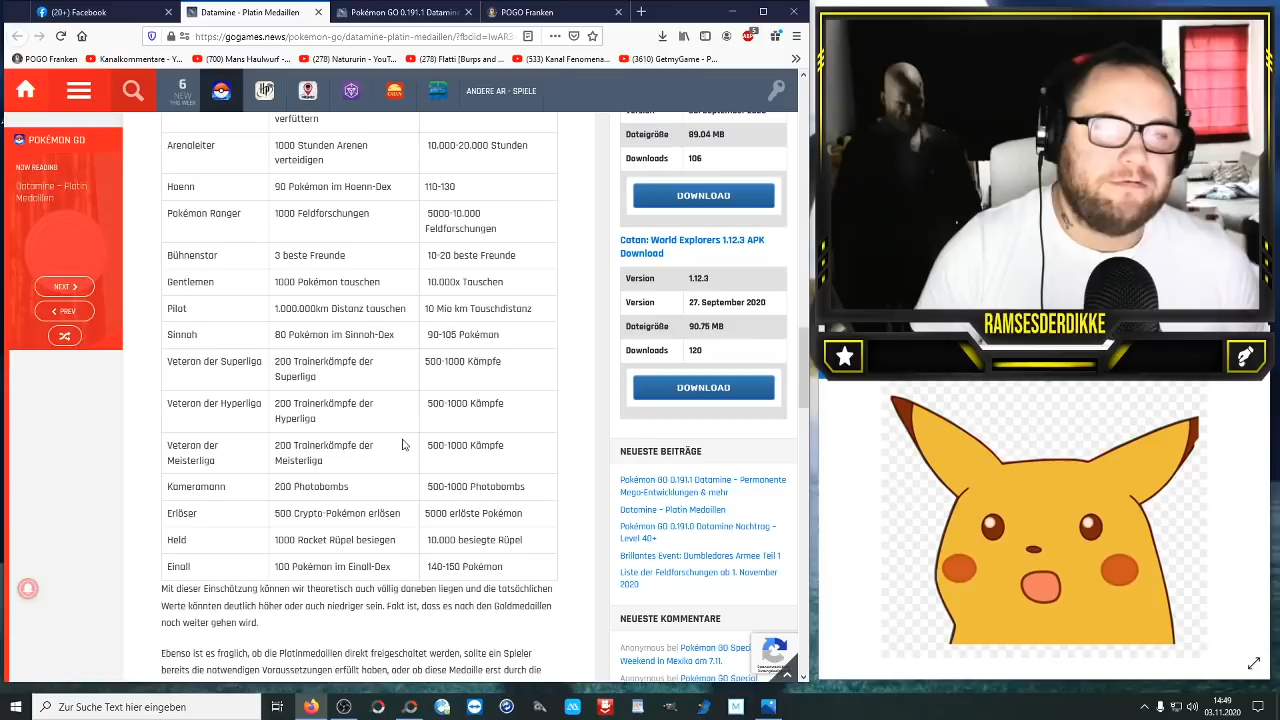 (2) Facebook
Datamine - Platin Medaillen
Pokémon GO 0.191.1 Datamine
POGO Franken
https://gogames.news/pokemon-go/datamine-platin-medaillen/?fbclid=IwAR3
POGO Franken
Kanalkommentare - Y...
(700) Mans Haulwurf -...
(278) Natururin - YouT...
(278) Flatti (Burps and ...
(533) Kanal Fenomena...
(3610) GetmyGame - P...
6
NEW
THIS WEEK
ANDERE AR - SPIELE
POKÉMON GO
NOW READING
Datamine – Platin
Medaillen
NEXT
PREV
verfüttern
Arenaleiter 1000 Stunden Arenen 10.000-20.000 Stunden
verteidigen
Hoenn 90 Pokémon im Hoenn-Dex 110-130
Pokémon Ranger 1000 Feldforschungen 5000-10.000
Feldforschungen
Bühnenstar 3 beste Freunde 10-20 beste Freunde
Gentlemen 1000 Pokémon tauschen 10.000x Tauschen
Pilot 1.000.000km Distanz tauschen 10 Mio km Tauschdistanz
Sinnoh 80 Pokemon im Sinnoh-Dex 90-105 Pokémon
Veteran der Superliga 200 Trainerkämpfe der 500-1000 Kämpfe
Superliga
Veteran der Hyperliga 200 Trainerkämpfe der 500-1000 Kämpfe
Hyperliga
Veteran der 200 Trainerkämpfe der 500-1000 Kämpfe
Meisterliga Meisterliga
Kameramann 200 Photobombs 500-1000 Photobombs
Erlöser 500 Crypto-Pokémon erlösen 5000 erlöste Pokémon
Held 1000 Rocket Rüpel besiegen 10.000 besiegte Rüpel
Einall 100 Pokémon im Einall-Dex 140-150 Pokémon
Mit dieser Einschätzung können wir theoretisch auch völlig daneben liegen und die tatsächlichen
Werte könnten deutlich höher oder auch niedriger sein. Fakt ist, dass es nach den Goldmedaillen
noch weiter gehen wird.
Ebenso ist es fraglich, ob die Platinmedaillen direkt freigeschaltet werden, sollte ein Spieler
bereits die notwendigen Voraussetzungen erfüllt haben, oder ob diese Medaille erst durch die
Dateigröße 89.04 MB
Downloads 106
DOWNLOAD
Catan: World Explorers 1.12.3 APK
Download
Version 1.12.3
Version 27. September 2020
Dateigröße 90.75 MB
Downloads 120
DOWNLOAD
NEUESTE BEITRÄGE
Pokémon GO 0.191.1 Datamine – Permanente
Mega-Entwicklungen & mehr
Datamine – Platin Medaillen
Pokémon GO 0.191.0 Datamine Nachtrag –
Level 40+
Brillantes Event: Dumbledores Armee Teil 1
Liste der Feldforschungen ab 1. November
2020
NEUESTE KOMMENTARE
Anonymous bei Pokémon GO Speci
Weekend in Mexika am 7.11.
Anonymous bei Pokémon GO Special
RAMSESDERDIKKE
Zur Suche Text hier eingeben
14:49
03.11.2020